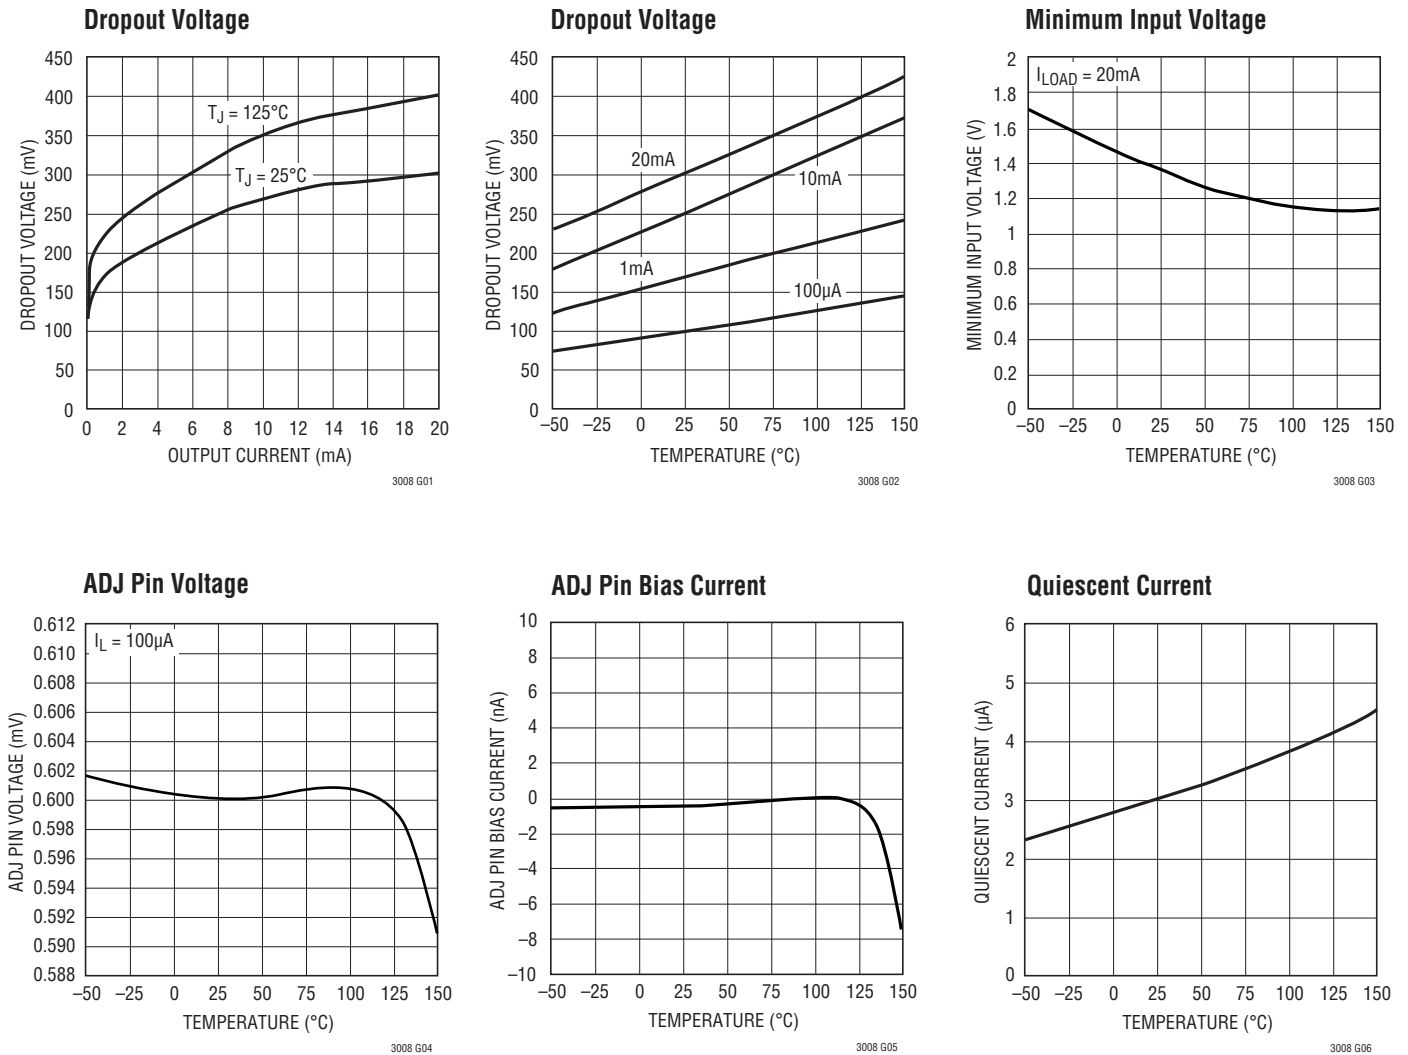 Dropout Voltage
450
400
350
300
250
200
150
100
50
0
DROPOUT VOLTAGE (mV)
TJ = 125°C
TJ = 25°C
0 2 4 6 8 10 12 14 16 18 20
OUTPUT CURRENT (mA)
3008 G01
Dropout Voltage
450
400
350
300
250
200
150
100
50
0
DROPOUT VOLTAGE (mV)
20mA
10mA
1mA
100µA
–50 –25 0 25 50 75 100 125 150
TEMPERATURE (°C)
3008 G02
Minimum Input Voltage
2
1.8
1.6
1.4
1.2
1
0.8
0.6
0.4
0.2
0
MINIMUM INPUT VOLTAGE (V)
ILOAD = 20mA
–50 –25 0 25 50 75 100 125 150
TEMPERATURE (°C)
3008 G03
ADJ Pin Voltage
0.612
0.610
0.608
0.606
0.604
0.602
0.600
0.598
0.596
0.594
0.592
0.590
0.588
ADJ PIN VOLTAGE (mV)
IL = 100µA
–50 –25 0 25 50 75 100 125 150
TEMPERATURE (°C)
3008 G04
ADJ Pin Bias Current
10
8
6
4
2
0
–2
–4
–6
–8
–10
ADJ PIN BIAS CURRENT (nA)
–50 –25 0 25 50 75 100 125 150
TEMPERATURE (°C)
3008 G05
Quiescent Current
6
5
4
3
2
1
0
QUIESCENT CURRENT (µA)
–50 –25 0 25 50 75 100 125 150
TEMPERATURE (°C)
3008 G06